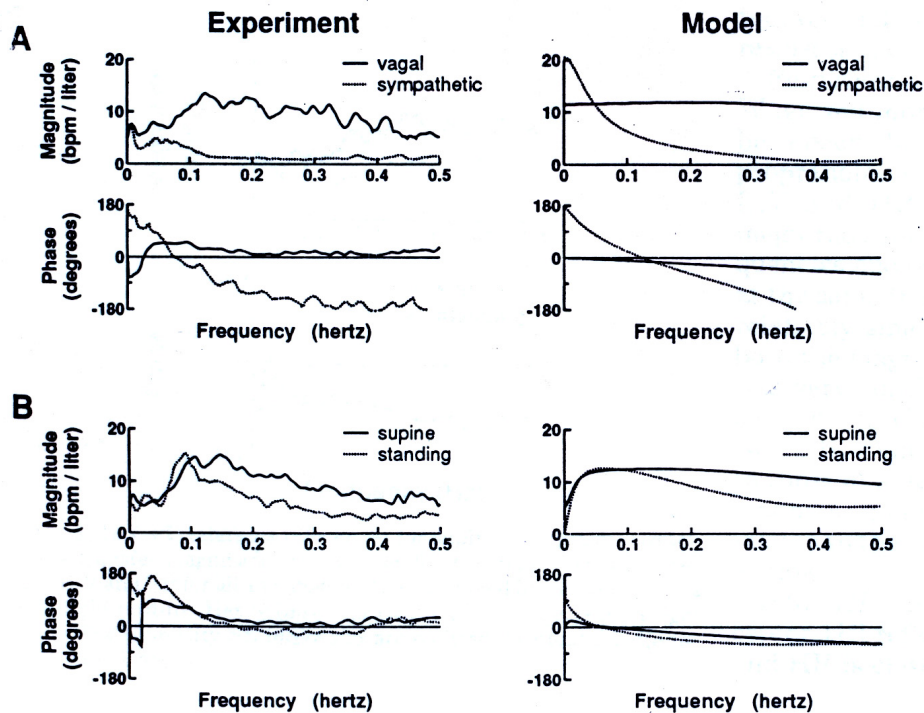 Experiment
Model
A
Magnitude
(bpm / liter)
20
10
0
vagal
sympathetic
0 0.1 0.2 0.3 0.4 0.5
20
10
0
vagal
sympathetic
0 0.1 0.2 0.3 0.4 0.5
Phase
(degrees)
180
0
-180
Frequency (hertz)
180
0
-180
Frequency (hertz)
B
Magnitude
(bpm / liter)
20
10
0
supine
standing
0 0.1 0.2 0.3 0.4 0.5
20
10
0
supine
standing
0 0.1 0.2 0.3 0.4 0.5
Phase
(degrees)
180
0
-180
Frequency (hertz)
180
0
-180
Frequency (hertz)